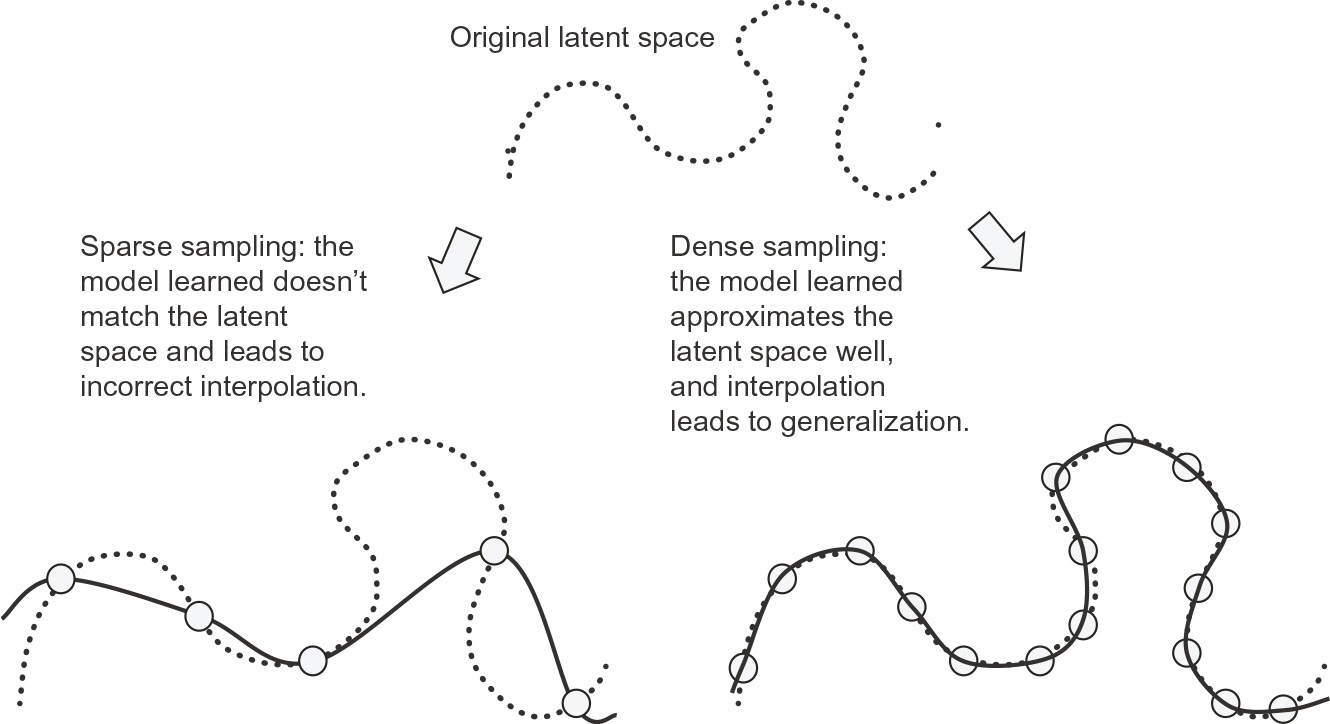 Original latent space
Sparse sampling: the
model learned doesn’t
match the latent
space and leads to
incorrect interpolation.
Dense sampling:
the model learned
approximates the
latent space well,
and interpolation
leads to generalization.